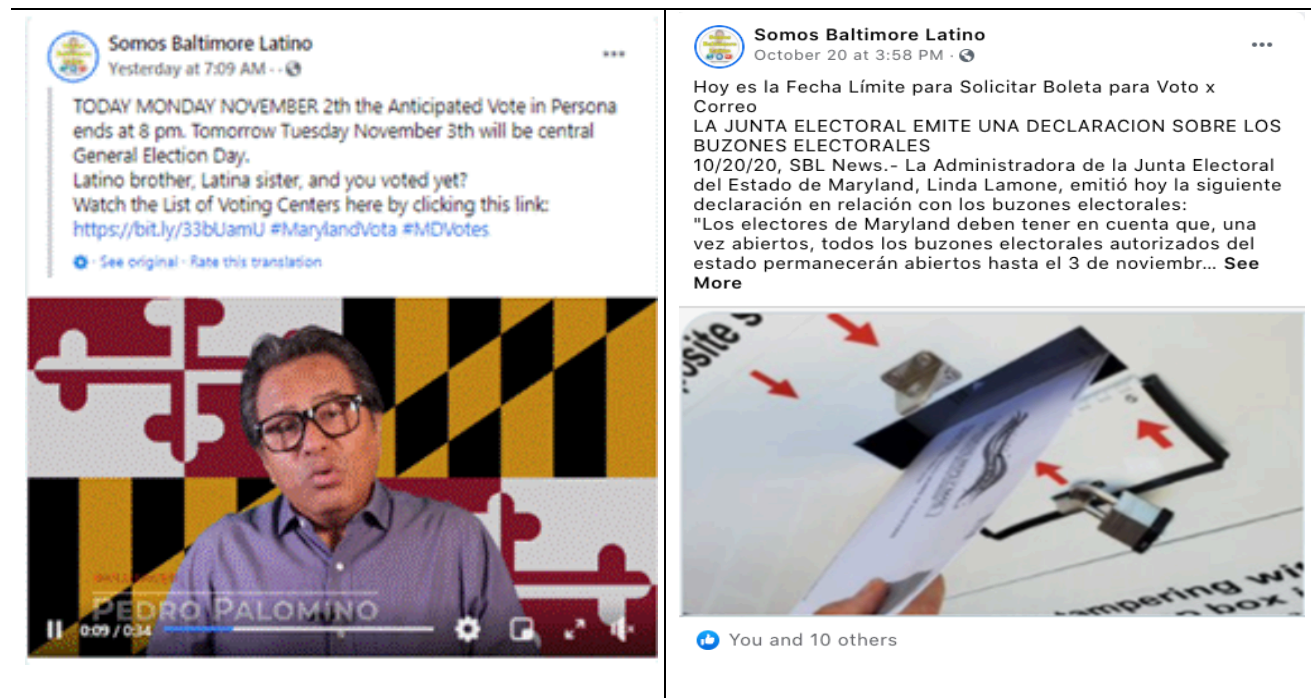 Somos Baltimore Latino
Yesterday at 7:09 AM ·
TODAY MONDAY NOVEMBER 2th the Anticipated Vote in Persona
ends at 8 pm. Tomorrow Tuesday November 3th will be central
General Election Day.
Latino brother, Latina sister, and you voted yet?
Watch the List of Voting Centers here by clicking this link:
https://bit.ly/33bUamU #MarylandVota #MDVotes
· See original · Rate this translation
PEDRO PALOMINO
0:09 / 0:34
Somos Baltimore Latino
October 20 at 3:58 PM ·
Hoy es la Fecha Límite para Solicitar Boleta para Voto x
Correo
LA JUNTA ELECTORAL EMITE UNA DECLARACION SOBRE LOS
BUZONES ELECTORALES
10/20/20, SBL News.- La Administradora de la Junta Electoral
del Estado de Maryland, Linda Lamone, emitió hoy la siguiente
declaración en relación con los buzones electorales:
"Los electores de Maryland deben tener en cuenta que, una
vez abiertos, todos los buzones electorales autorizados del
estado permanecerán abiertos hasta el 3 de noviembr... See
More
osite s
ampering wi
box i
You and 10 others